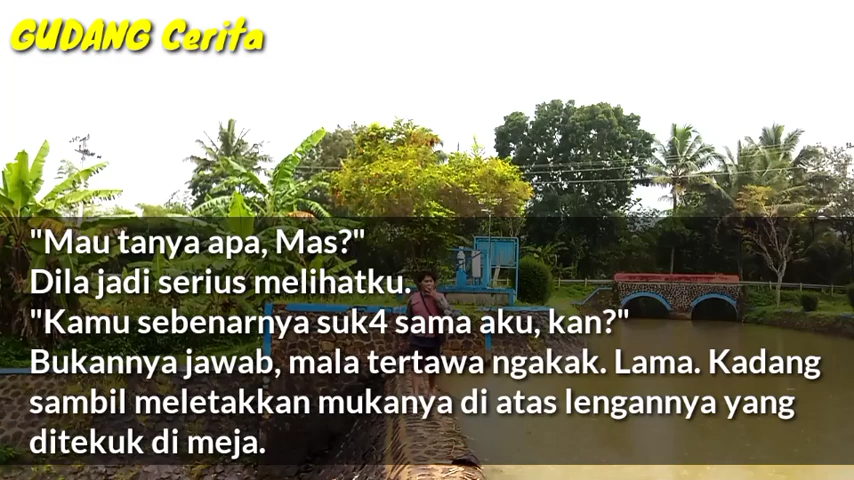 GUDANG Cerita
"Mau tanya apa, Mas?"
Dila jadi serius melihatku.
"Kamu sebenarnya suk4 sama aku, kan?"
Bukannya jawab, mala tertawa ngakak. Lama. Kadang
sambil meletakkan mukanya di atas lengannya yang
ditekuk di meja.